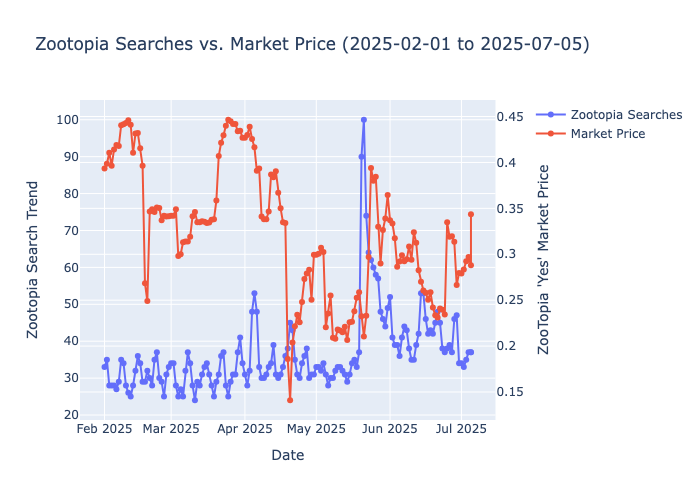 Zootopia Searches vs. Market Price (2025-02-01 to 2025-07-05)
Zootopia Searches
Market Price
100
90
80
70
60
50
40
30
20
Zootopia Search Trend
0.45
0.4
0.35
0.3
0.25
0.2
0.15
ZooTopia 'Yes' Market Price
Feb 2025
Mar 2025
Apr 2025
May 2025
Jun 2025
Jul 2025
Date